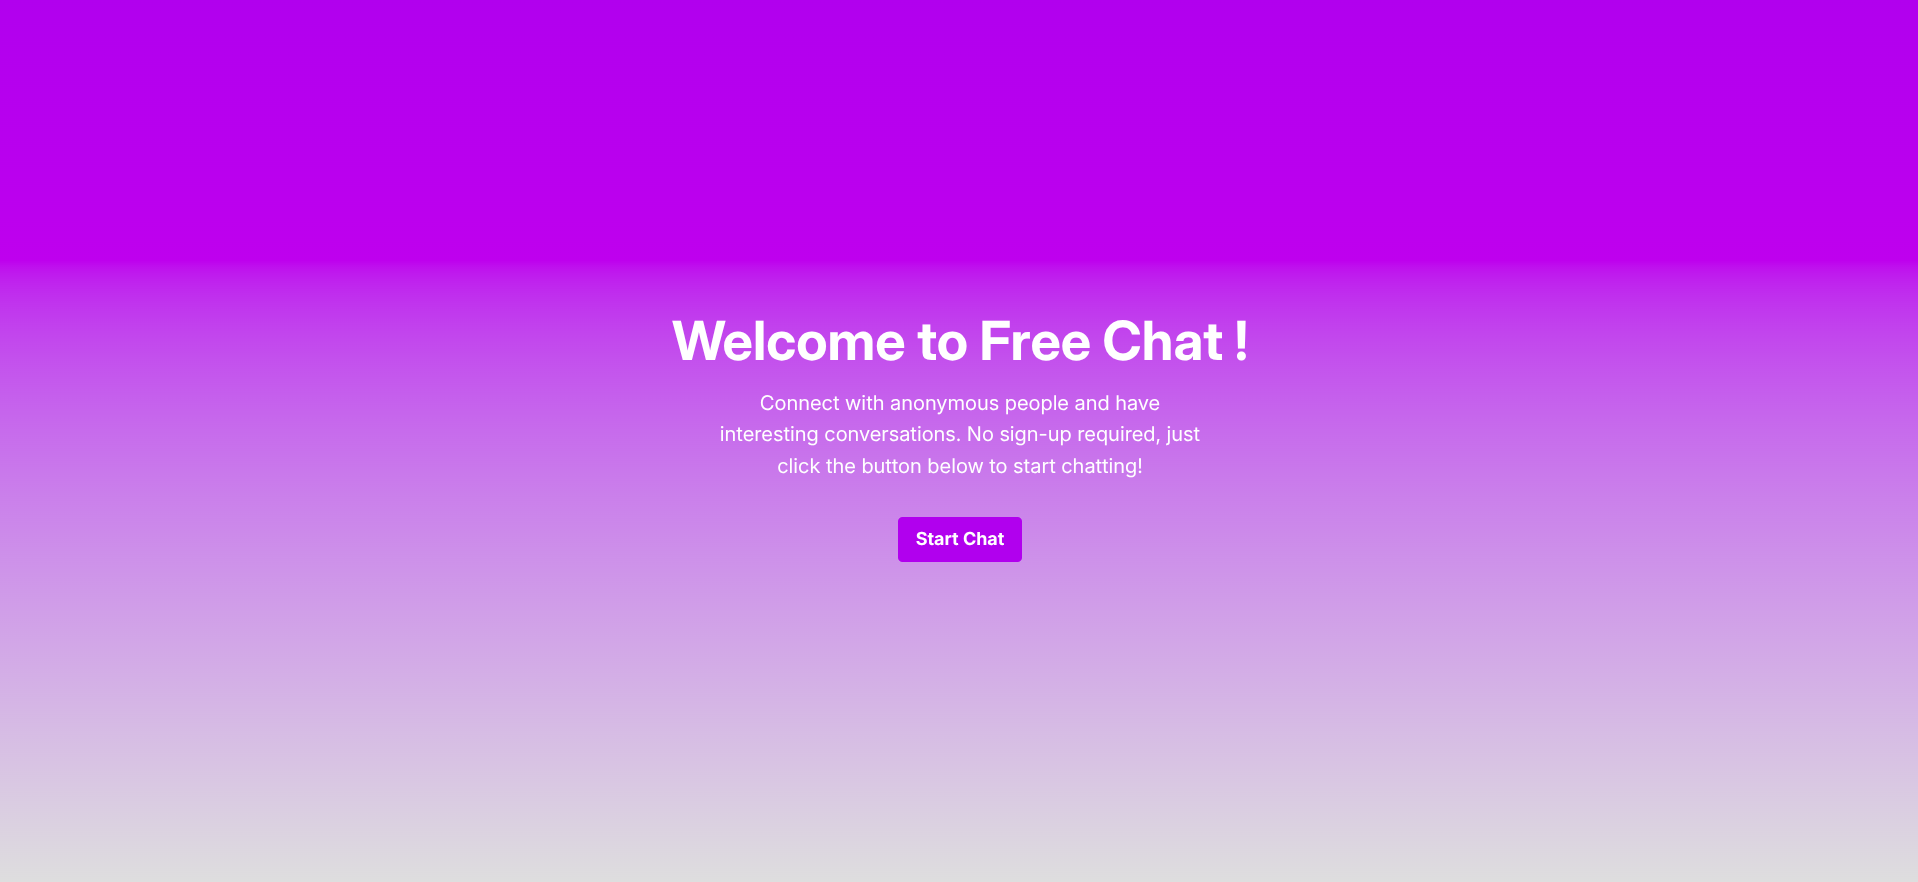 Welcome to Free Chat !
Connect with anonymous people and have
interesting conversations. No sign-up required, just
click the button below to start chatting!
Start Chat